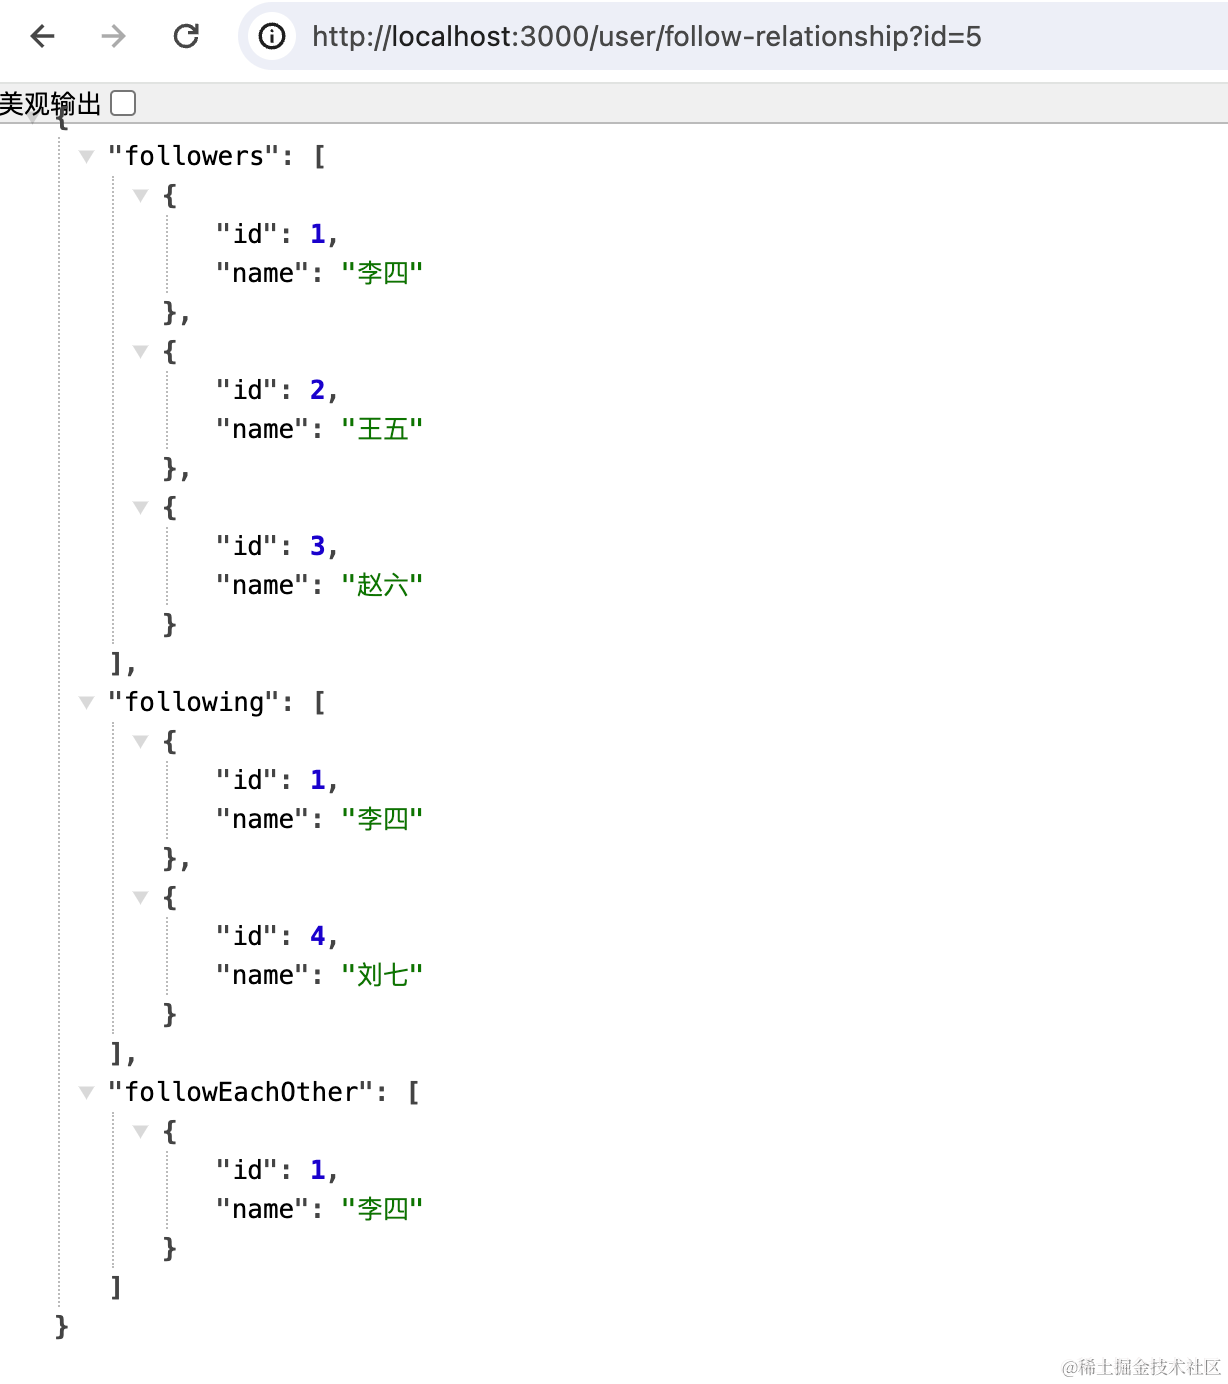 http://localhost:3000/user/follow-relationship?id=5
美观输出
{
"followers": [
{
"id": 1,
"name": "李四"
},
{
"id": 2,
"name": "王五"
},
{
"id": 3,
"name": "赵六"
}
],
"following": [
{
"id": 1,
"name": "李四"
},
{
"id": 4,
"name": "刘七"
}
],
"followEachOther": [
{
"id": 1,
"name": "李四"
}
]
}
@稀土掘金技术社区